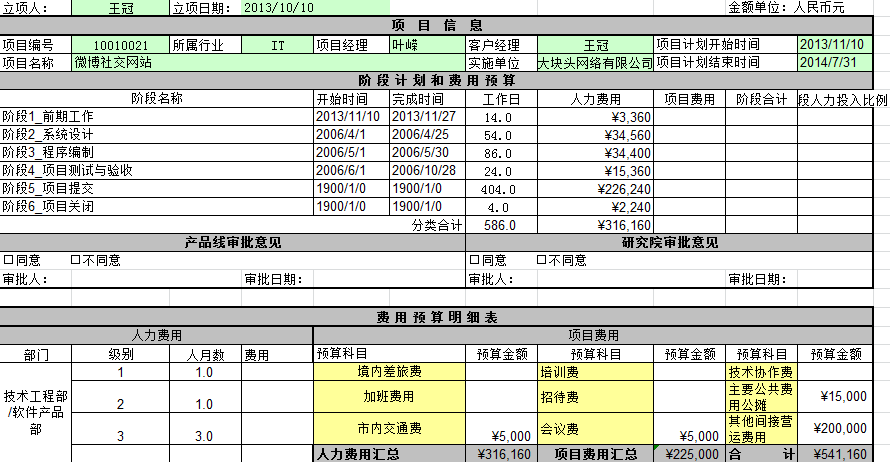 立项人： 王冠 立项日期： 2013/10/10 金额单位：人民币元
项 目 信 息
项目编号 10010021 所属行业 IT 项目经理 叶嵘 客户经理 王冠 项目计划开始时间 2013/11/10
项目名称 微博社交网站 实施单位 大块头网络有限公司 项目计划结束时间 2014/7/31
阶段计划和费用预算
阶段名称 开始时间 完成时间 工作日 人力费用 项目费用 阶段合计 段人力投入比例
阶段1_前期工作 2013/11/10 2013/11/27 14.0 ¥3,360
阶段2_系统设计 2006/4/1 2006/4/25 54.0 ¥34,560
阶段3_程序编制 2006/5/1 2006/5/30 86.0 ¥34,400
阶段4_项目测试与验收 2006/6/1 2006/10/28 24.0 ¥15,360
阶段5_项目提交 1900/1/0 1900/1/0 404.0 ¥226,240
阶段6_项目关闭 1900/1/0 1900/1/0 4.0 ¥2,240
分类合计 586.0 ¥316,160
产品线审批意见 研究院审批意见
□同意 □不同意 □同意 □不同意
审批人： 审批日期： 审批人： 审批日期：
费用预算明细表
人力费用 项目费用
部门 级别 人月数 费用 预算科目 预算金额 预算科目 预算金额 预算科目 预算金额
技术工程部
/软件产品
部
1 1.0 境内差旅费 培训费 技术协作费
2 1.0 加班费用 招待费 主要公共费
用公摊 ¥15,000
3 3.0 市内交通费 ¥5,000 会议费 ¥5,000 其他间接营
运费用 ¥200,000
人力费用汇总 ¥316,160 项目费用汇总 ¥225,000 合 计 ¥541,160